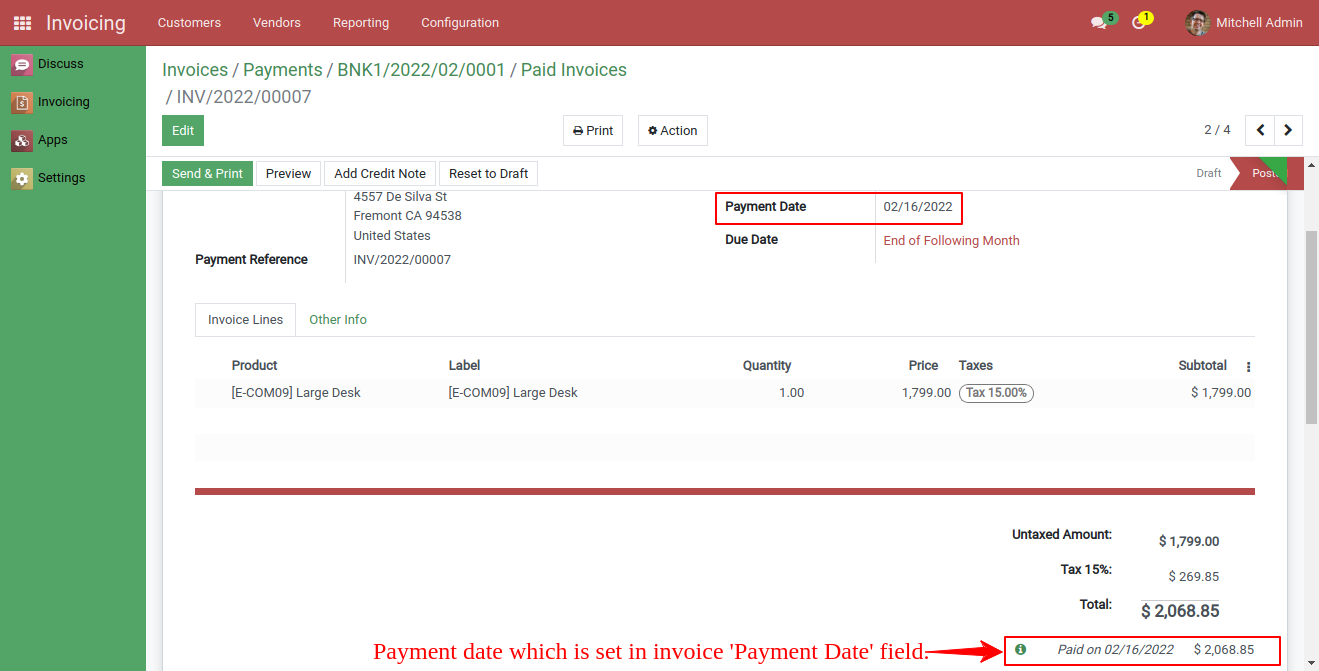 Invoicing Customers Vendors Reporting Configuration 5 1 Mitchell Admin
Discuss
Invoicing
Apps
Settings
Invoices / Payments / BNK1/2022/02/0001 / Paid Invoices
/ INV/2022/00007
Edit Print Action 2 / 4
Send & Print Preview Add Credit Note Reset to Draft Draft
4557 De Silva St
Fremont CA 94538
United States
Payment Reference INV/2022/00007
Payment Date 02/16/2022
Due Date End of Following Month
Invoice Lines Other Info
Product Label Quantity Price Taxes Subtotal
[E-COM09] Large Desk [E-COM09] Large Desk 1.00 1,799.00 Tax 15.00% $ 1,799.00
Untaxed Amount: $ 1,799.00
Tax 15%: $ 269.85
Total: $ 2,068.85
Payment date which is set in invoice 'Payment Date' field. Paid on 02/16/2022 $ 2,068.85